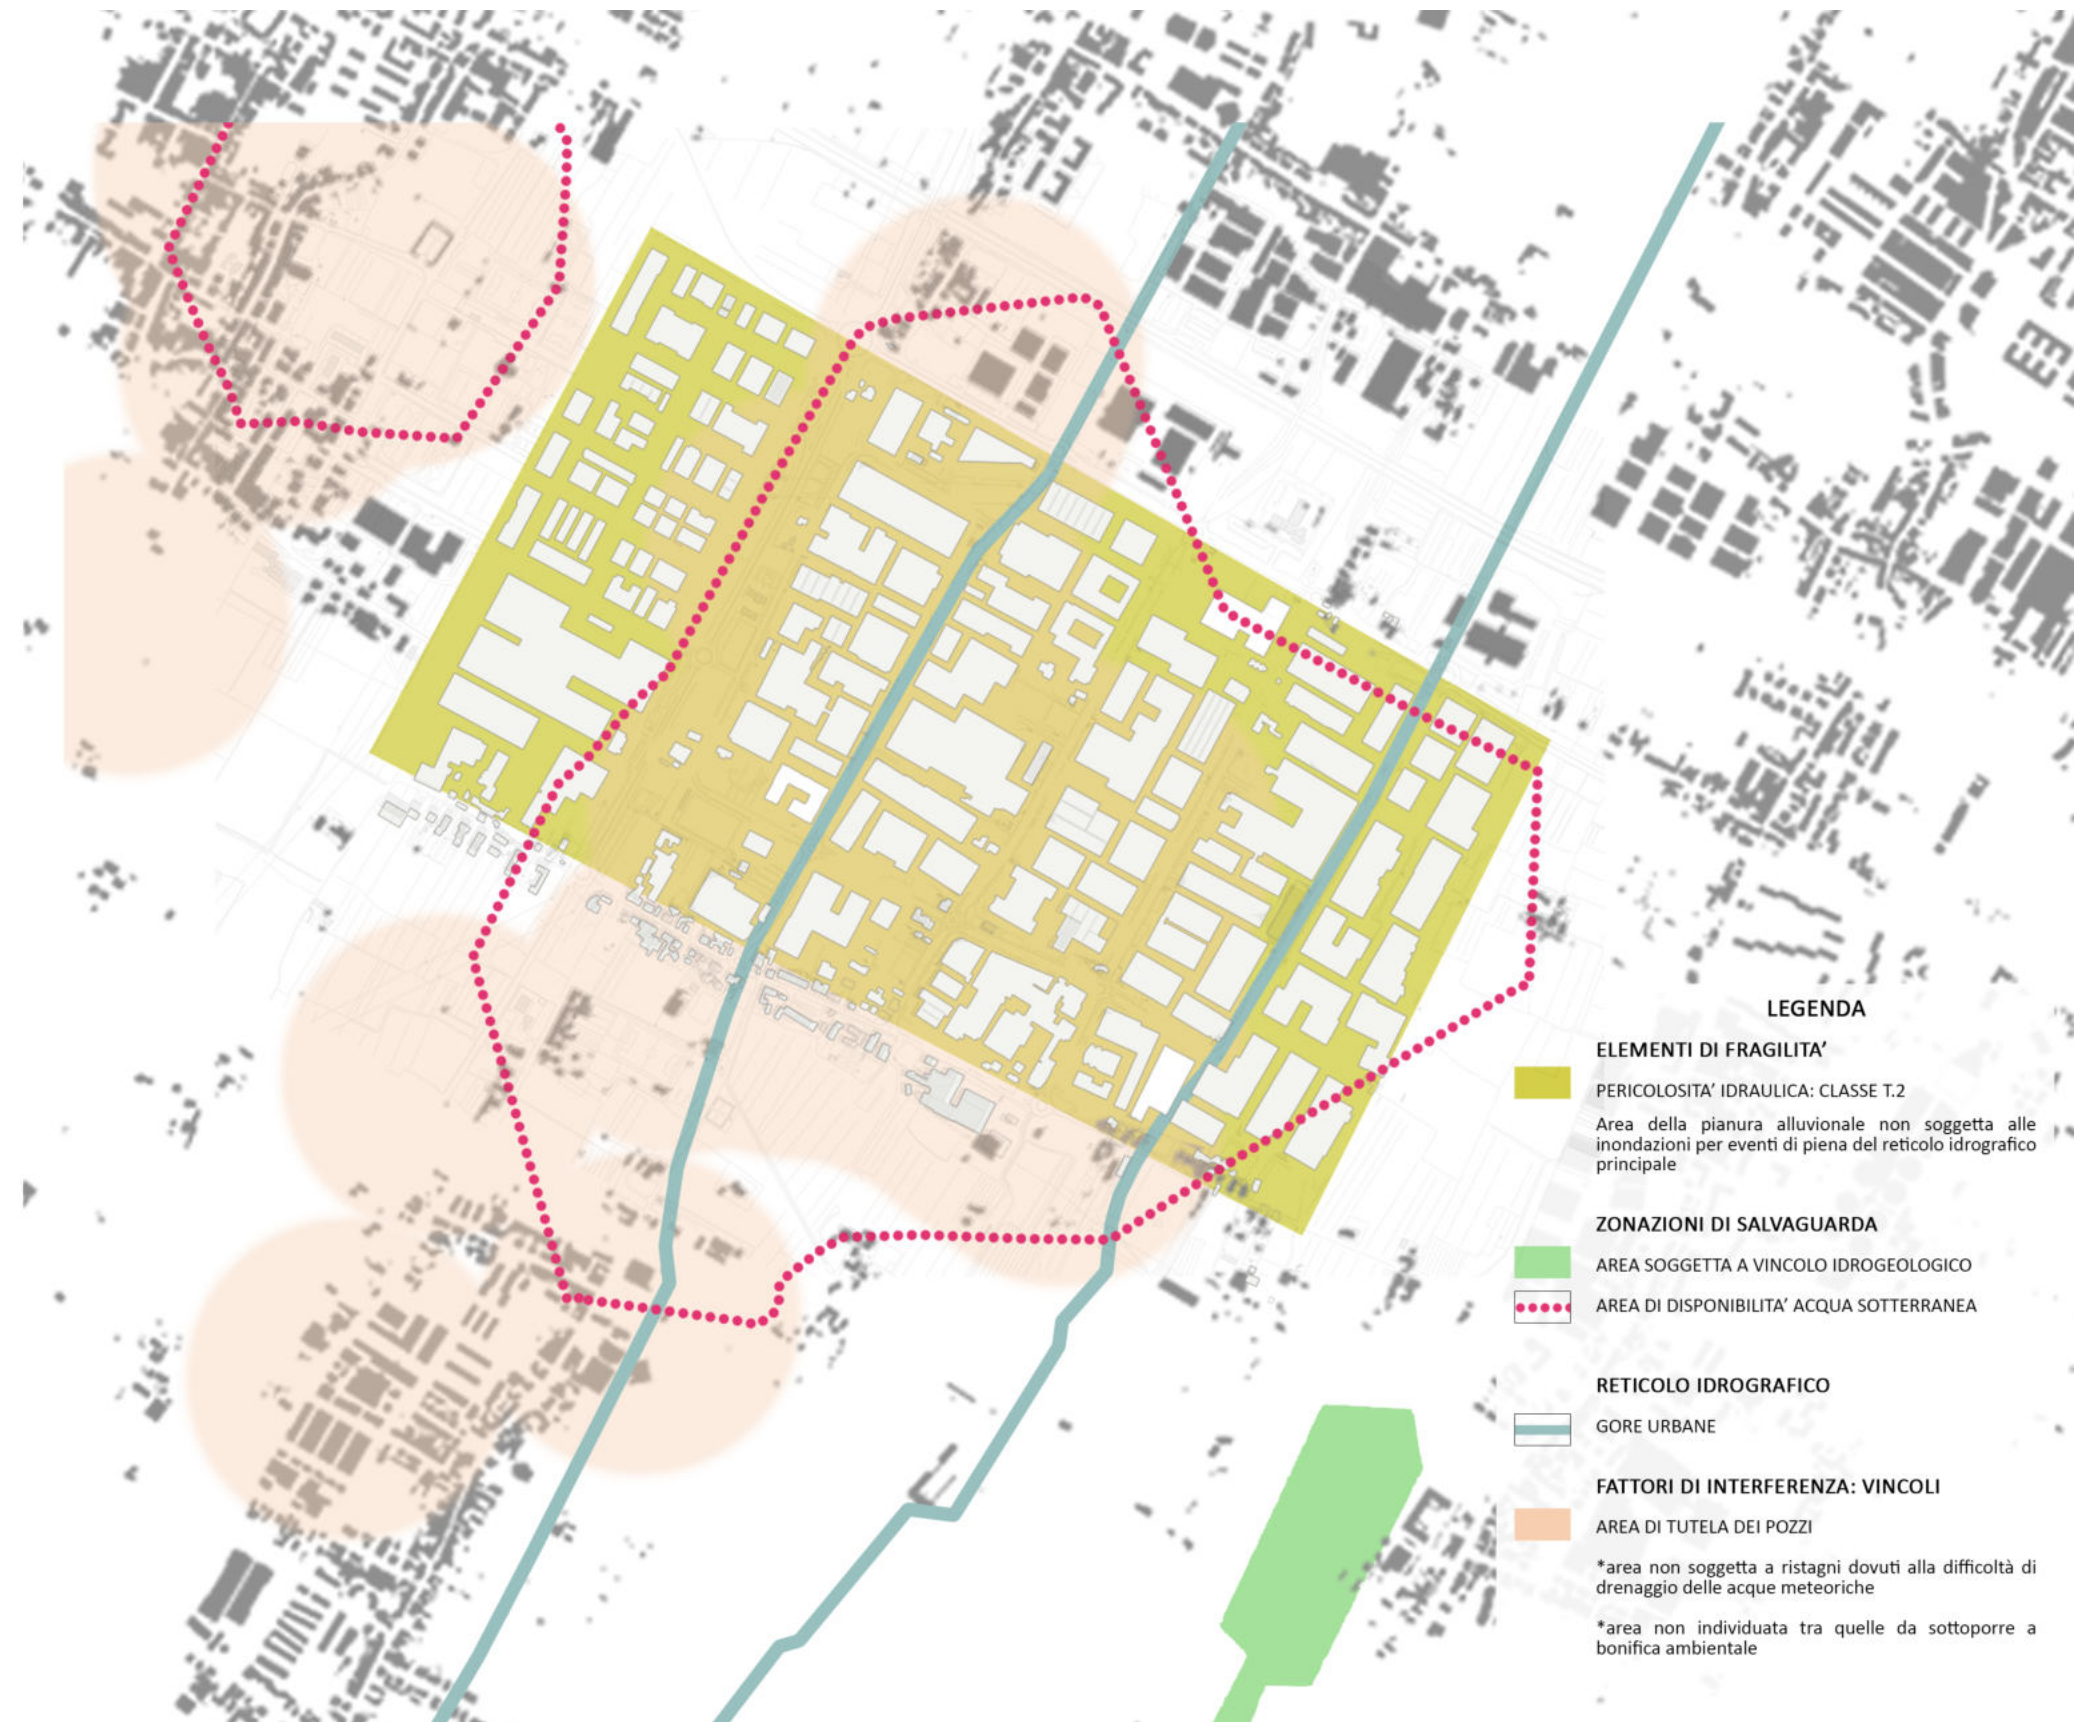 LEGENDA
ELEMENTI DI FRAGILITA’
PERICOLOSITA’ IDRAULICA: CLASSE T.2
Area della pianura alluvionale non soggetta alle
inondazioni per eventi di piena del reticolo idrografico
principale
ZONAZIONI DI SALVAGUARDA
AREA SOGGETTA A VINCOLO IDROGEOLOGICO
AREA DI DISPONIBILITA’ ACQUA SOTTERRANEA
RETICOLO IDROGRAFICO
GORE URBANE
FATTORI DI INTERFERENZA: VINCOLI
AREA DI TUTELA DEI POZZI
*area non soggetta a ristagni dovuti alla difficoltà di
drenaggio delle acque meteoriche
*area non individuata tra quelle da sottoporre a
bonifica ambientale